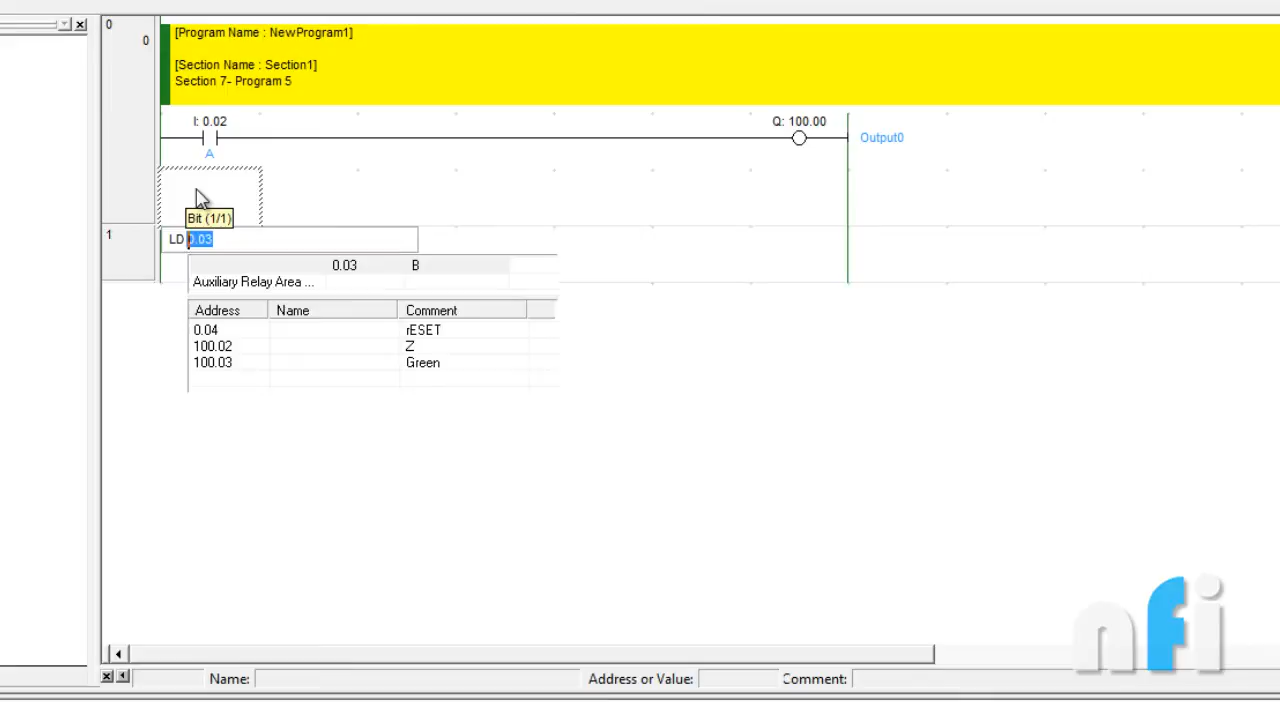 0
0
[Program Name : NewProgram1]
[Section Name : Section1]
Section 7- Program 5
I: 0.02
Q: 100.00
Output0
A
Bit (1/1)
1
LD 0.03
0.03 B
Auxiliary Relay Area ...
Address Name Comment
0.04 rESET
100.02 Z
100.03 Green
nfi
Name: Address or Value: Comment: